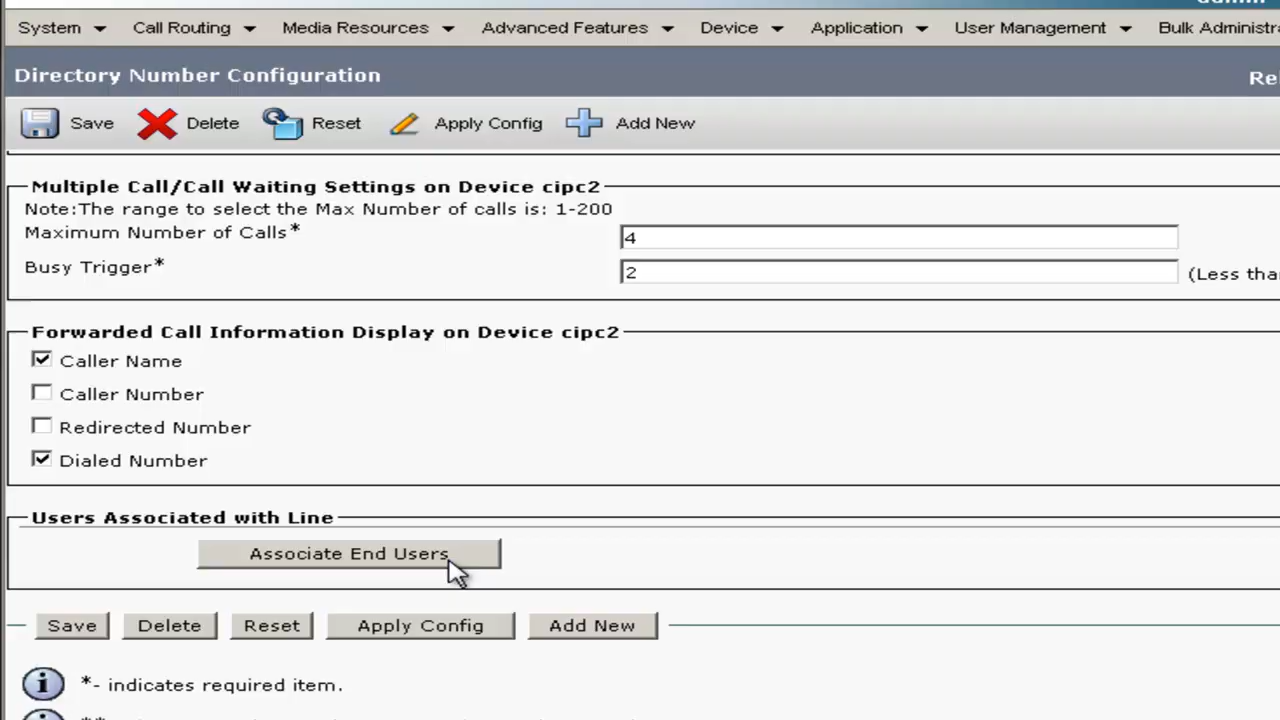 System Call Routing Media Resources Advanced Features Device Application User Management Bulk
Directory Number Configuration
Save Delete Reset Apply Config Add New
Multiple Call/Call Waiting Settings on Device cipc2
Note:The range to select the Max Number of calls is: 1-200
Maximum Number of Calls* 4
Busy Trigger* 2 (Less
Forwarded Call Information Display on Device cipc2
Caller Name
Caller Number
Redirected Number
Dialed Number
Users Associated with Line
Associate End Users
Save Delete Reset Apply Config Add New
*- indicates required item.